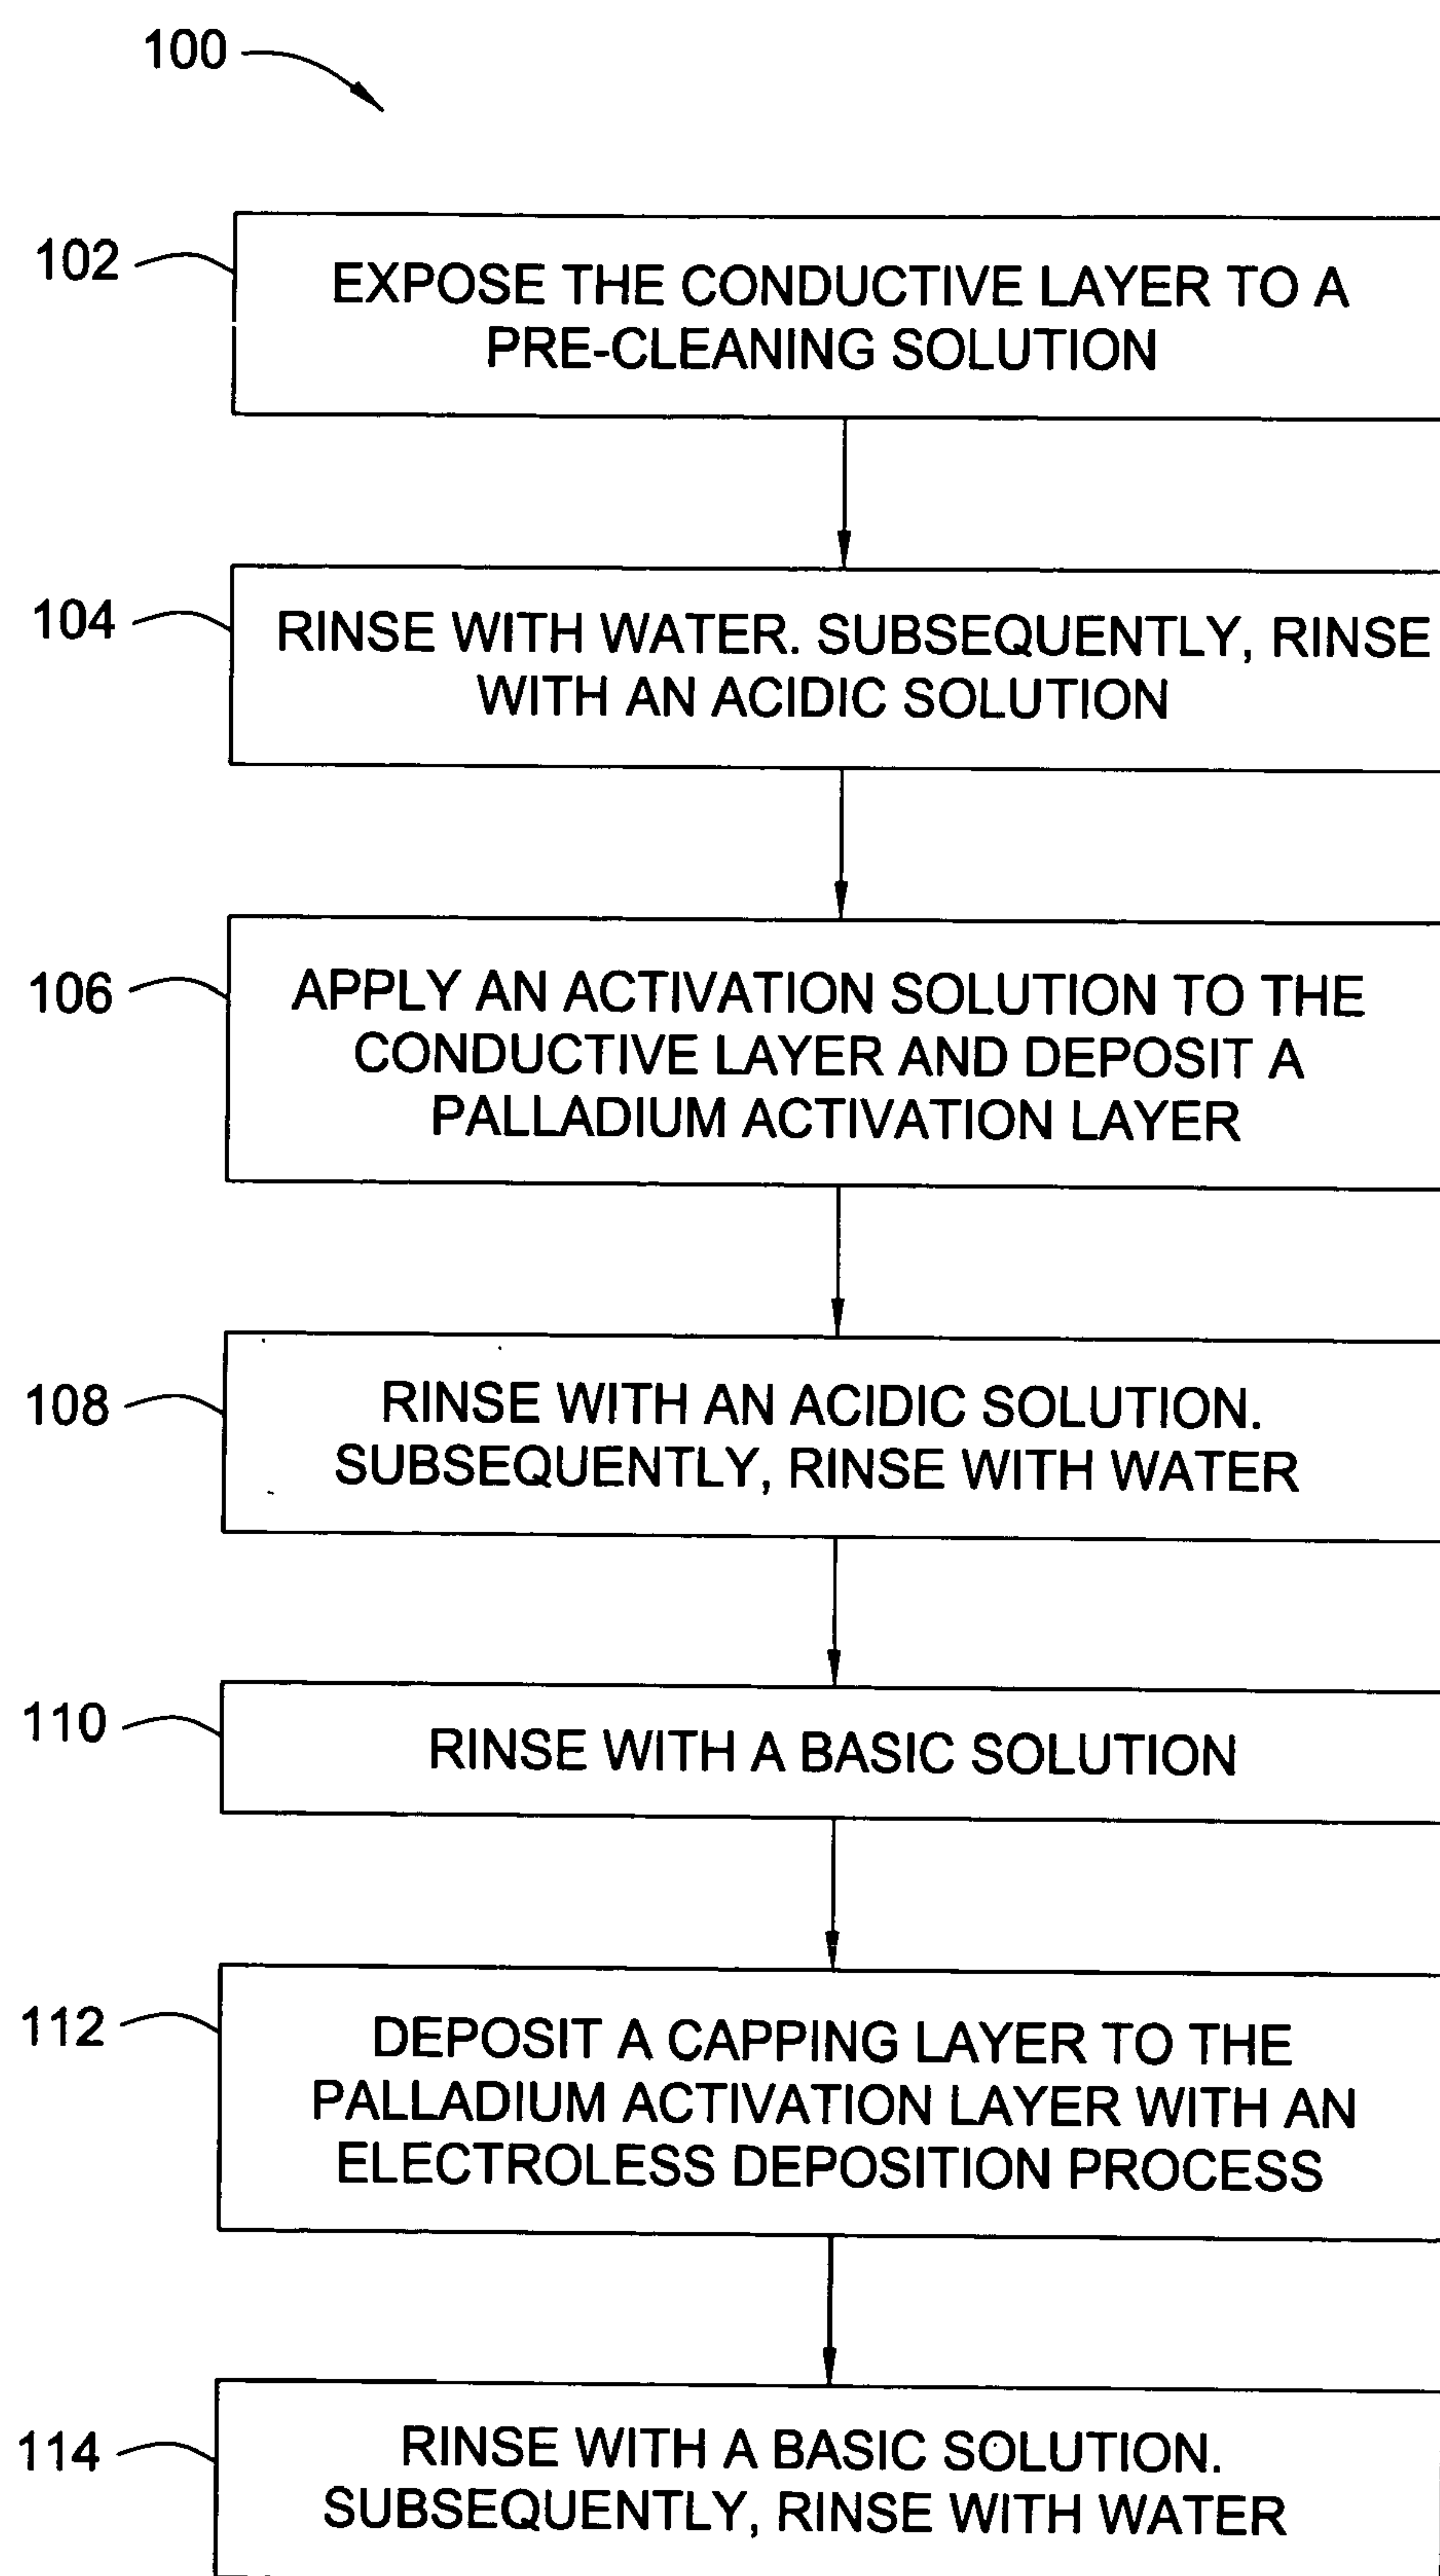 100
102
EXPOSE THE CONDUCTIVE LAYER TO A
PRE-CLEANING SOLUTION
104
RINSE WITH WATER. SUBSEQUENTLY, RINSE
WITH AN ACIDIC SOLUTION
106
APPLY AN ACTIVATION SOLUTION TO THE
CONDUCTIVE LAYER AND DEPOSIT A
PALLADIUM ACTIVATION LAYER
108
RINSE WITH AN ACIDIC SOLUTION.
SUBSEQUENTLY, RINSE WITH WATER
110
RINSE WITH A BASIC SOLUTION
112
DEPOSIT A CAPPING LAYER TO THE
PALLADIUM ACTIVATION LAYER WITH AN
ELECTROLESS DEPOSITION PROCESS
114
RINSE WITH A BASIC SOLUTION.
SUBSEQUENTLY, RINSE WITH WATER